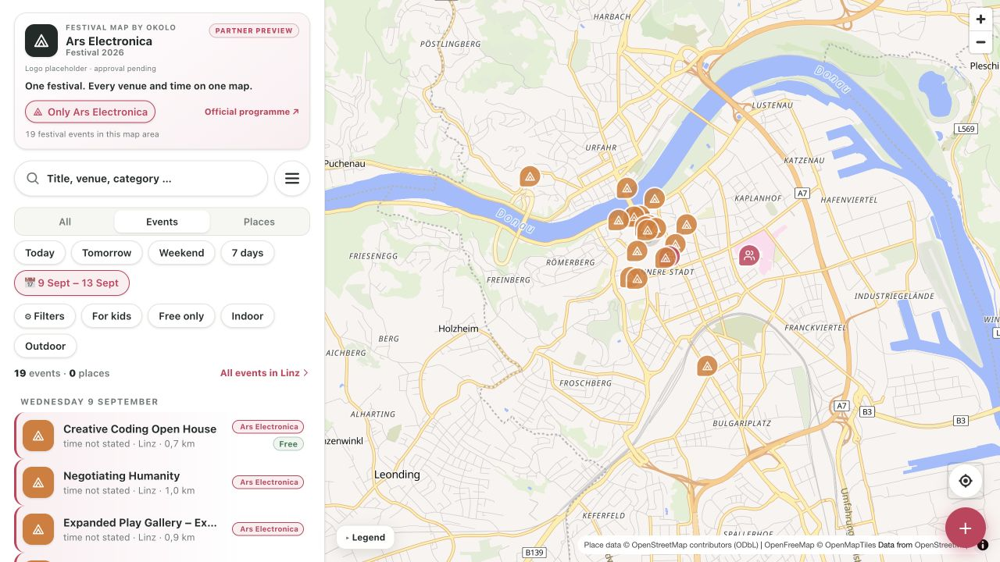 FESTIVAL MAP BY OKOLO
Ars Electronica
Festival 2026
PARTNER PREVIEW
Logo placeholder · approval pending
One festival. Every venue and time on one map.
Only Ars Electronica
Official programme ↗
19 festival events in this map area
Title, venue, category ...
All
Events
Places
Today
Tomorrow
Weekend
7 days
9 Sept – 13 Sept
Filters
For kids
Free only
Indoor
Outdoor
19 events · 0 places
All events in Linz >
WEDNESDAY 9 SEPTEMBER
Creative Coding Open House
time not stated · Linz · 0,7 km
Ars Electronica
Free
Negotiating Humanity
time not stated · Linz · 1,0 km
Ars Electronica
Expanded Play Gallery – Ex...
time not stated · Linz · 0,9 km
Ars Electronica
HARBACH
PÖSTLINGBERG
Pleschi
Donau
LUSTENAU
L569
URFAHR
KATZENAU
Puchenau
A7
KAPLANHOF
HAFENVIERTEL
Donau
FRIESENEGG
RÖMERBERG
INNERE STADT
FREINBERG
INDUSTRIEGELÄNDE
Holzheim
FRANCKVIERTEL
WIN
BERG
L
AICHBERG
FROSCHBERG
ALHARTING
A7
B3
B3
BULGARIPLATZ
nzenwinkl
Leonding
Umfahrung
KEFERFELD
SPALLERHOF
B139
Legend
Place data © OpenStreetMap contributors (ODbL) | OpenFreeMap © OpenMapTiles Data from OpenStreetMap